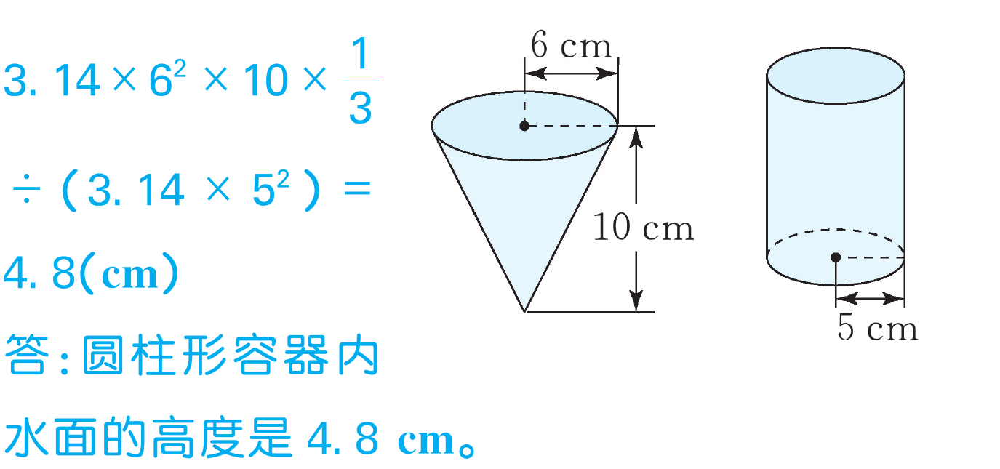 3. 14×6²×10×1/3
÷(3. 14×5²)=
4. 8(cm)
答:圆柱形容器内
水面的高度是 4. 8 cm。
6 cm
10 cm
5 cm